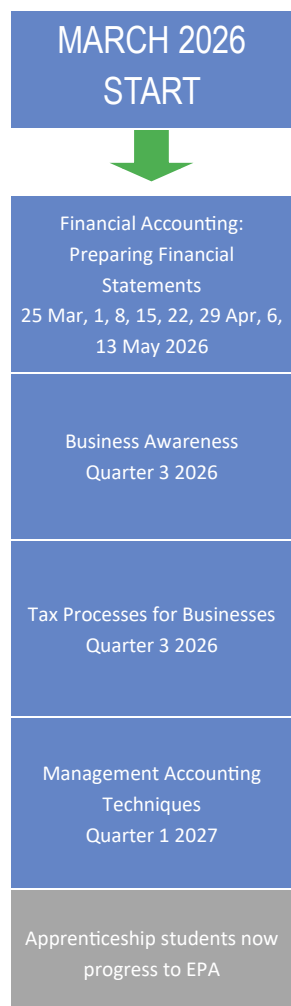 MARCH 2026
START
Financial Accounting:
Preparing Financial
Statements
25 Mar, 1, 8, 15, 22, 29 Apr, 6,
13 May 2026
Business Awareness
Quarter 3 2026
Tax Processes for Businesses
Quarter 3 2026
Management Accounting
Techniques
Quarter 1 2027
Apprenticeship students now
progress to EPA